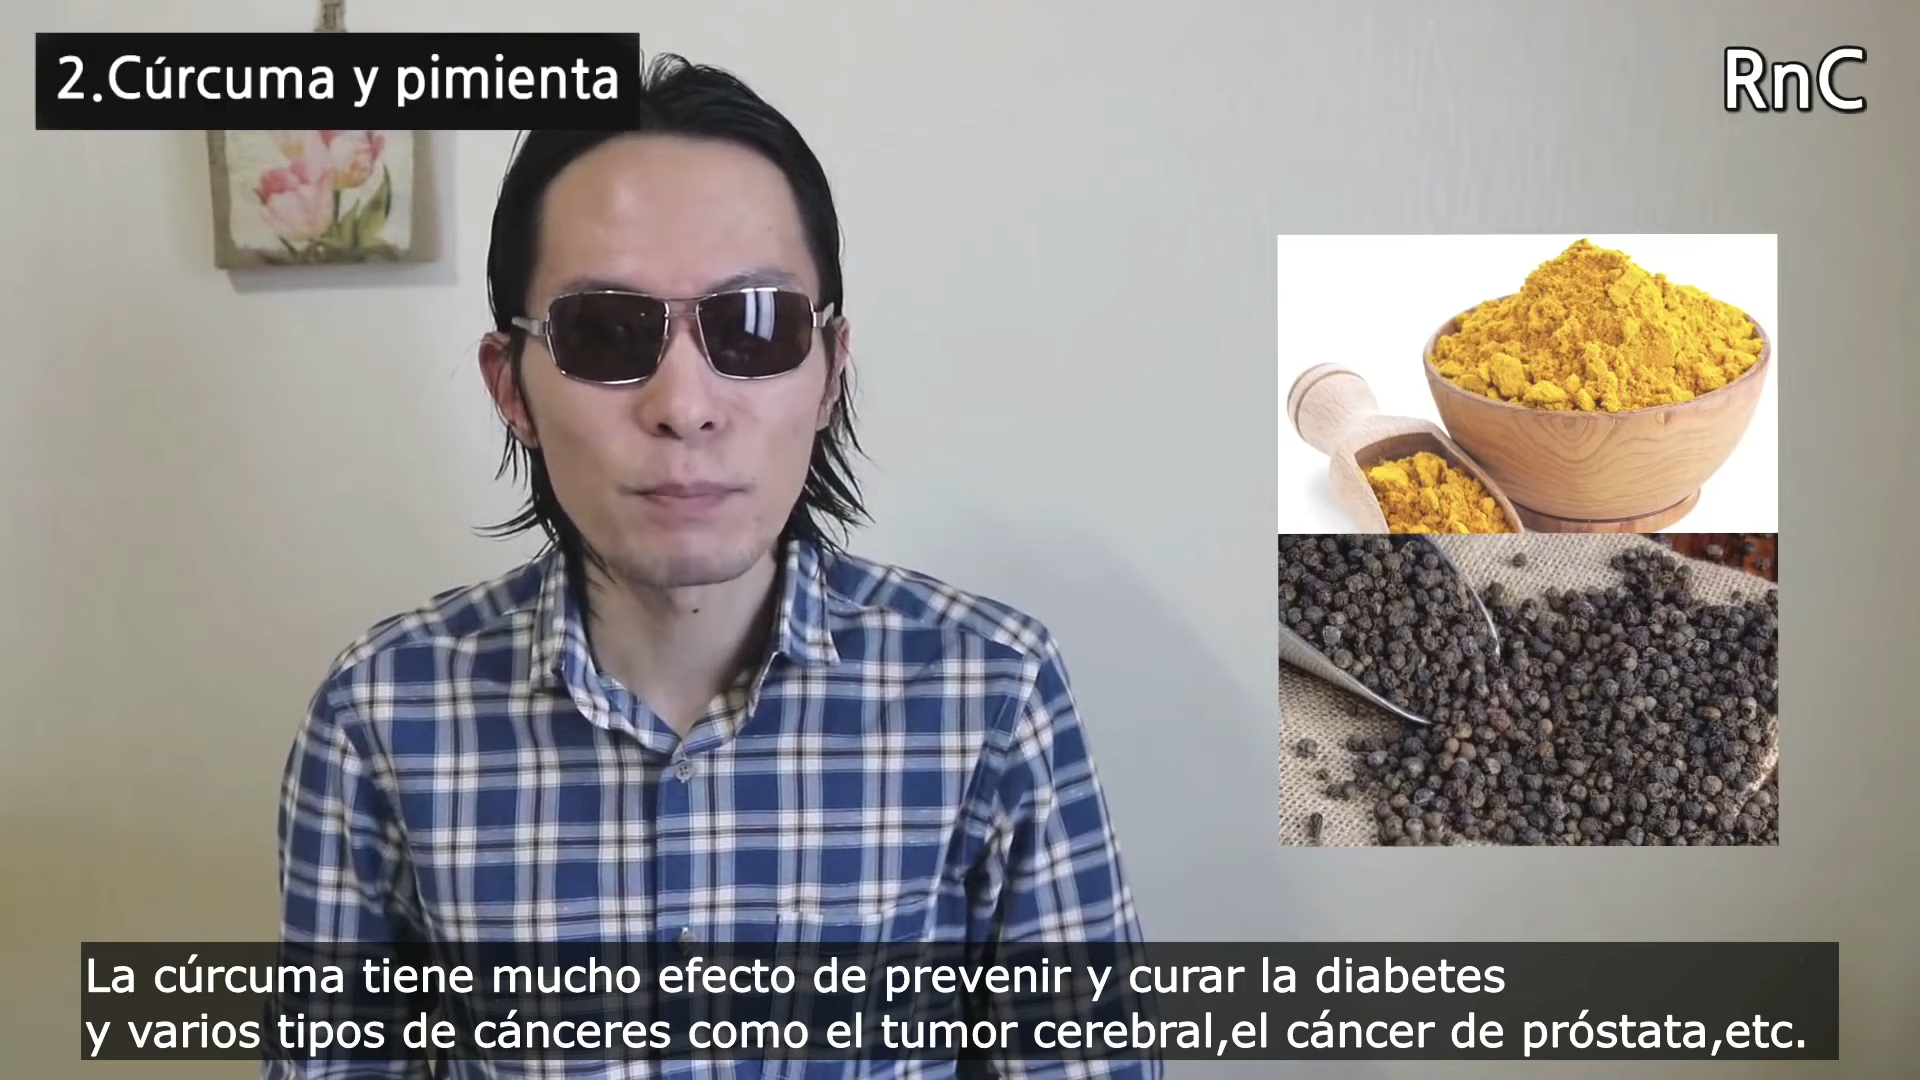 2.Cúrcuma y pimienta
RnC
La cúrcuma tiene mucho efecto de prevenir y curar la diabetes
y varios tipos de cánceres como el tumor cerebral,el cáncer de próstata,etc.